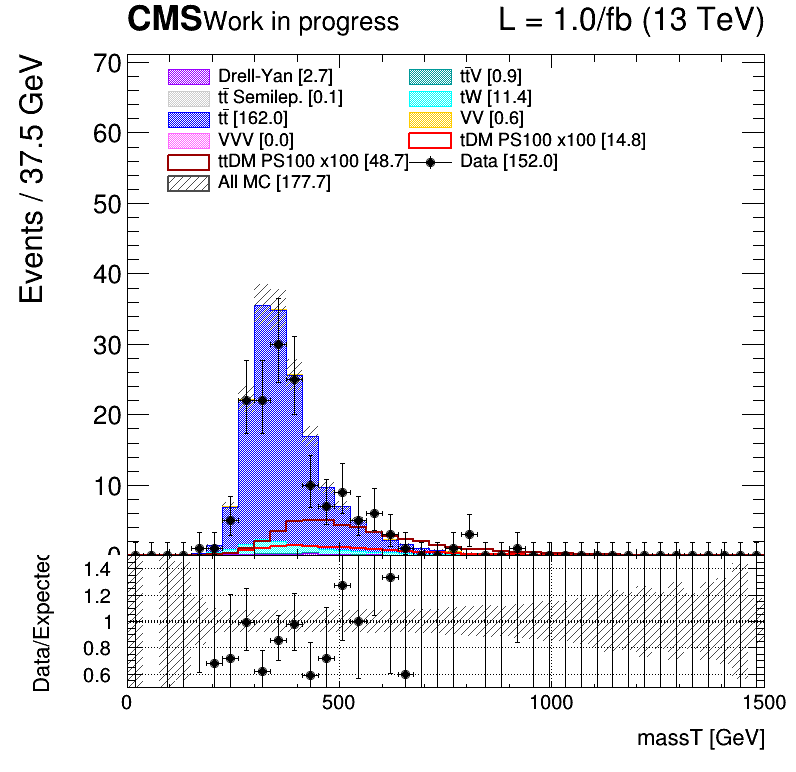 CMS Work in progress L = 1.0/fb (13 TeV)
Events / 37.5 GeV
70
60
50
40
30
20
10
0
Drell-Yan [2.7] tt̄V [0.9]
tt̄ Semilep. [0.1] tW [11.4]
tt̄ [162.0] VV [0.6]
VVV [0.0] tDM PS100 x100 [14.8]
ttDM PS100 x100 [48.7] Data [152.0]
All MC [177.7]
Data/Expected
1.4
1.2
1
0.8
0.6
0 500 1000 1500
massT [GeV]